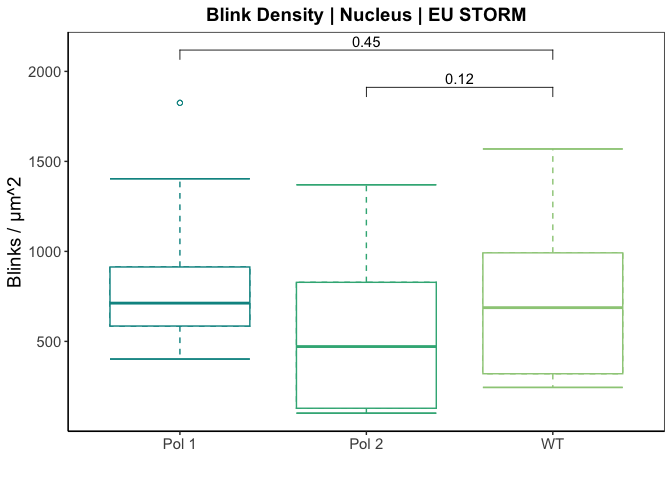 Blink Density | Nucleus | EU STORM
0.45
0.12
Blinks / µm^2
2000
1500
1000
500
Pol 1
Pol 2
WT